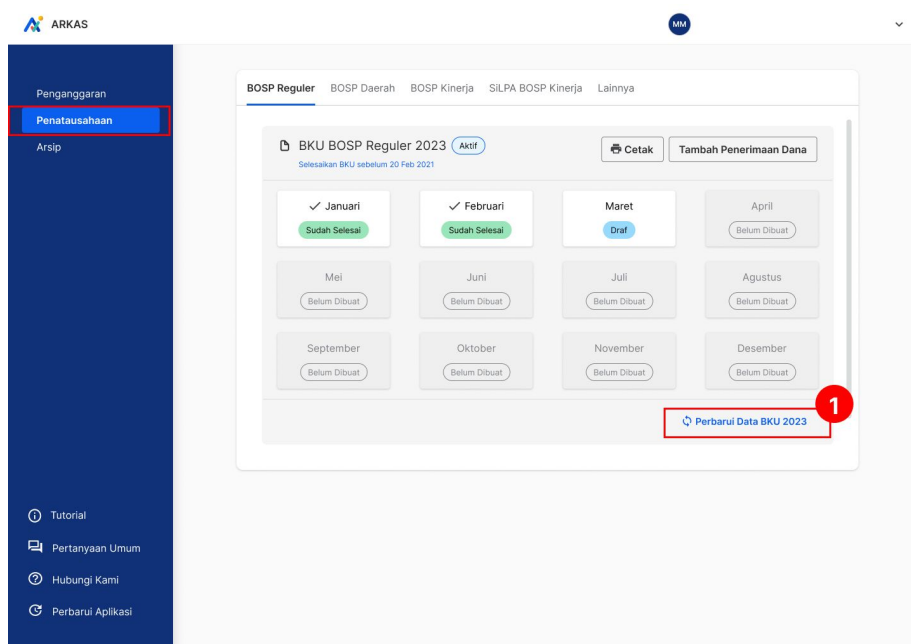 ARKAS
MM
Penganggaran
Penatausahaan
Arsip
BOSP Reguler BOSP Daerah BOSP Kinerja SiLPA BOSP Kinerja Lainnya
BKU BOSP Reguler 2023 Aktif
Selesaikan BKU sebelum 20 Feb 2021
Cetak Tambah Penerimaan Dana
Januari Februari Maret April
Sudah Selesai Sudah Selesai Draf Belum Dibuat
Mei Juni Juli Agustus
Belum Dibuat Belum Dibuat Belum Dibuat Belum Dibuat
September Oktober November Desember
Belum Dibuat Belum Dibuat Belum Dibuat Belum Dibuat
1
Perbarui Data BKU 2023
Tutorial
Pertanyaan Umum
Hubungi Kami
Perbarui Aplikasi